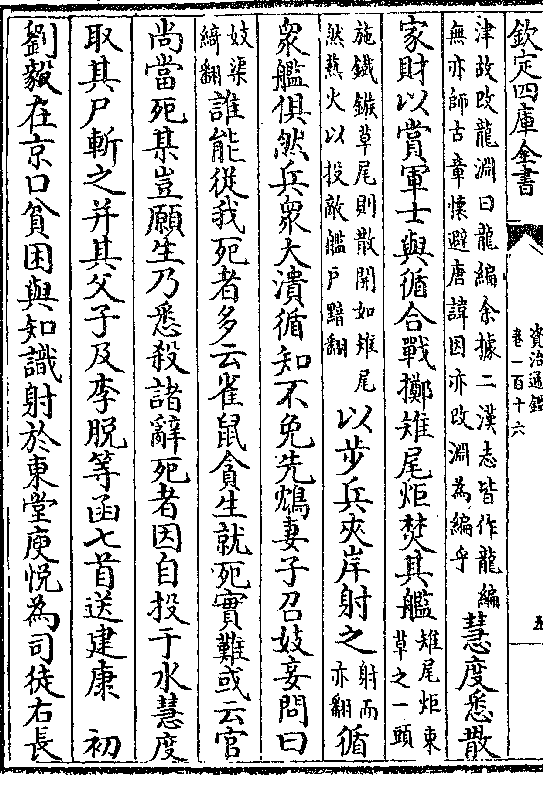 欽定四庫全書
資治通鑑
卷一百十六
五
津故改龍淵曰龍編余據二漢志皆作龍編
無亦師古章懷避唐諱因亦改淵為編乎
慧度悉散
家財以賞軍士與循合戰擲雉尾炬焚其艦
雉尾炬束
草之一頭
施鐵鏃草尾則散開如雉尾
然爇火以投敵艦戶黯翻
以步兵夾岸射之
射而
亦翻
循
衆艦俱然兵衆大潰循知不免先鴆妻子召妓妾問曰
妓渠
綺翻
誰能從我死者多云雀鼠貪生就死實難或云官
尚當死某豈願生乃悉殺諸辭死者因自投于水慧度
取其尸斬之并其父子及李脱等函七首送建康 初
劉毅在京口貧困與知識射於東堂庾悅為司徒右長